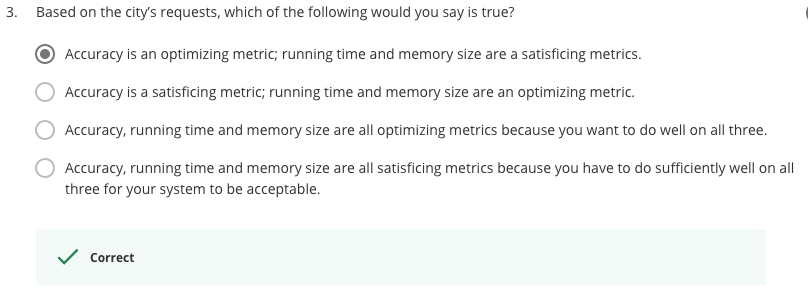 3. Based on the city's requests, which of the following would you say is true?
Accuracy is an optimizing metric; running time and memory size are a satisficing metrics.
Accuracy is a satisficing metric; running time and memory size are an optimizing metric.
Accuracy, running time and memory size are all optimizing metrics because you want to do well on all three.
Accuracy, running time and memory size are all satisficing metrics because you have to do sufficiently well on all
three for your system to be acceptable.
Correct